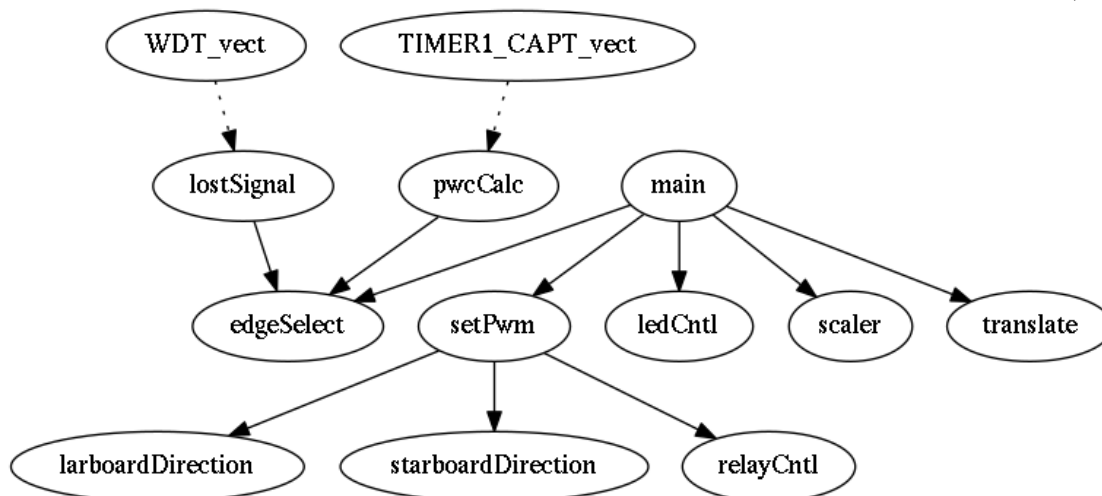 WDT_vect
TIMER1_CAPT_vect
lostSignal
pwcCalc
main
edgeSelect
setPwm
ledCntl
scaler
translate
larboardDirection
starboardDirection
relayCntl